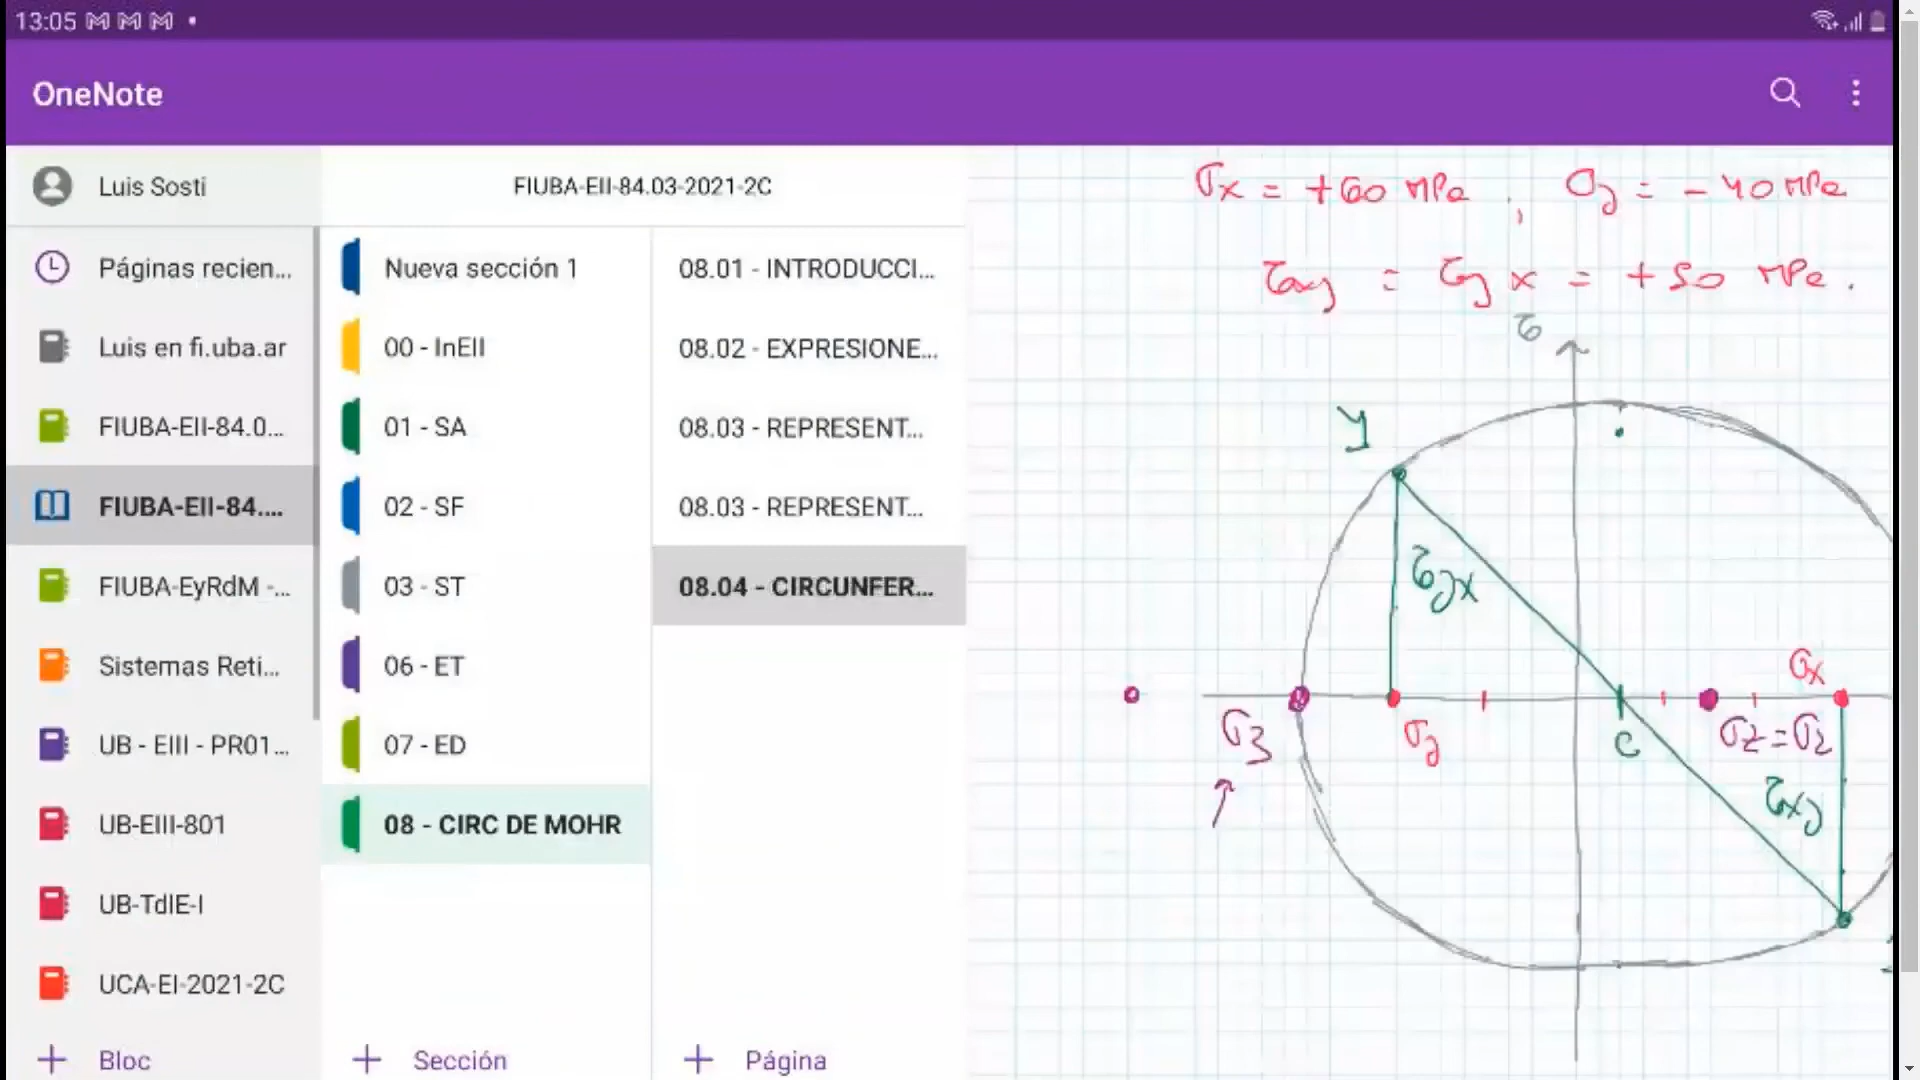 13:05
OneNote
Luis Sosti
Páginas recien...
Luis en fi.uba.ar
FIUBA-EII-84.0...
FIUBA-EII-84....
FIUBA-EyRdM -...
Sistemas Reti...
UB - EIII - PR01...
UB-EIII-801
UB-TdIE-I
UCA-EI-2021-2C
+ Bloc
FIUBA-EII-84.03-2021-2C
Nueva sección 1
00 - InEII
01 - SA
02 - SF
03 - ST
06 - ET
07 - ED
08 - CIRC DE MOHR
+ Sección
08.01 - INTRODUCCI...
08.02 - EXPRESIONE...
08.03 - REPRESENT...
08.03 - REPRESENT...
08.04 - CIRCUNFER...
+ Página
σx = +60 MPa , σy = -40 MPa
τxy = τyx = +50 MPa.
τ
y
τyx
σx
σ3
σy
C
σz=σ2
τxy